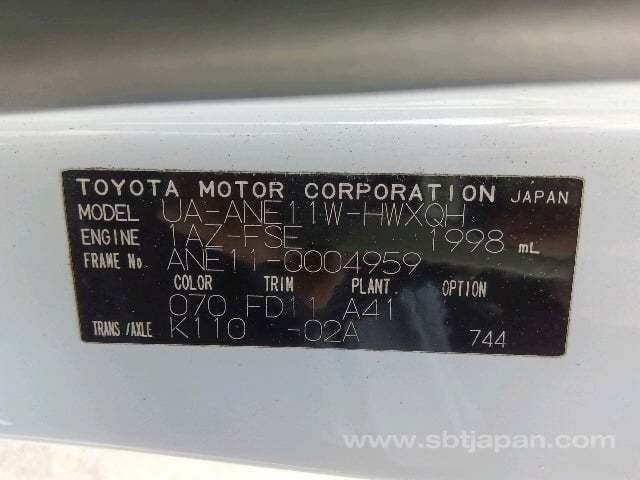 TOYOTA MOTOR CORPORATION JAPAN
MODEL UA-ANE11W-HWXQH
ENGINE 1AZ-FSE 1998 mL
FRAME No ANE11-0004959
COLOR TRIM PLANT OPTION
070 FD11 A41
TRANS/AXLE K110 -02A 744
www.sbtjapan.com